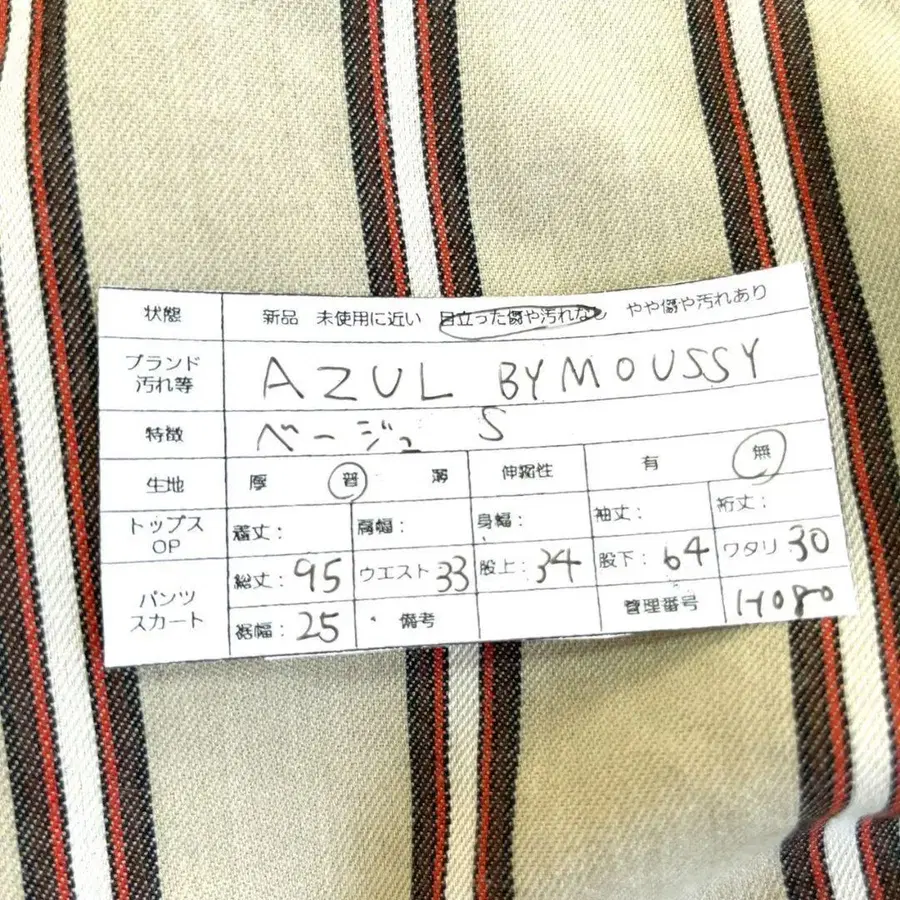 状態 新品 未使用に近い 目立った傷や汚れなし やや傷や汚れあり
ブランド 汚れ等 AZUL BY MOUSSY
特徴 ベージュ S
生地 厚 普 薄 伸縮性 有 無
トップス OP 着丈: 肩幅: 身幅: 袖丈: 裄丈:
パンツ スカート 総丈: 95 ウエスト 33 股上: 34 股下: 64 ワタリ 30
裾幅: 25 備考 管理番号 H080